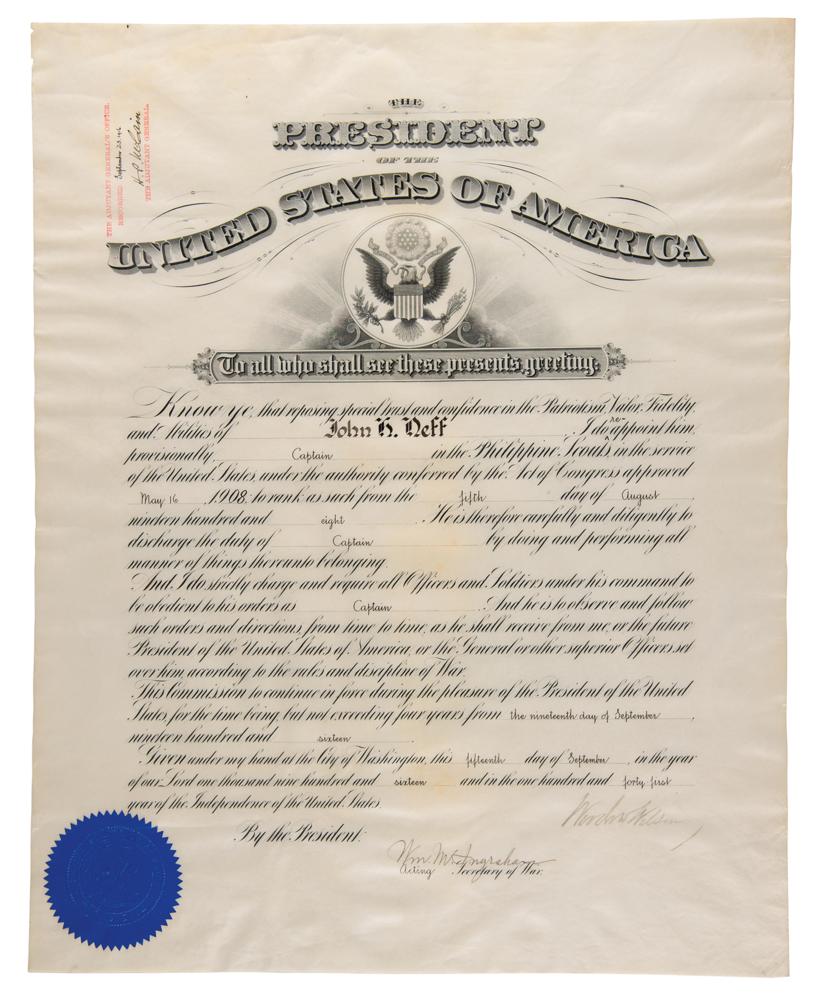 THE ADJUTANT GENERAL'S OFFICE.
RECORDED September 23 1916
H. P. McCain
THE ADJUTANT GENERAL.
THE
PRESIDENT
OF THE
UNITED STATES OF AMERICA
To all who shall see these presents, greeting:
Know ye, that reposing special trust and confidence in the Patriotism, Valor, Fidelity
and Abilities of John H. Neff, I do re-appoint him,
provisionally, Captain in the Philippine Scouts, in the service
of the United States, under the authority conferred by the Act of Congress approved
May 16, 1908: to rank as such from the fifth day of August,
nineteen hundred and eight. He is therefore carefully and diligently to
discharge the duty of Captain by doing and performing all
manner of things thereunto belonging.
And, I do strictly charge and require all Officers and Soldiers under his command to
be obedient to his orders as Captain. And he is to observe and follow
such orders and directions, from time to time, as he shall receive from me, or the future
President of the United States of America, or the General or other superior Officers set
over him, according to the rules and discipline of War.
This Commission to continue in force during the pleasure of the President of the United
States, for the time being, but not exceeding four years from the nineteenth day of September,
nineteen hundred and sixteen.
Given under my hand at the City of Washington, this fifteenth day of September, in the year
of our Lord one thousand nine hundred and sixteen and in the one hundred and forty first
year of the Independence of the United States.
Woodrow Wilson
By the President:
Wm. M. Ingraham
Acting Secretary of War.